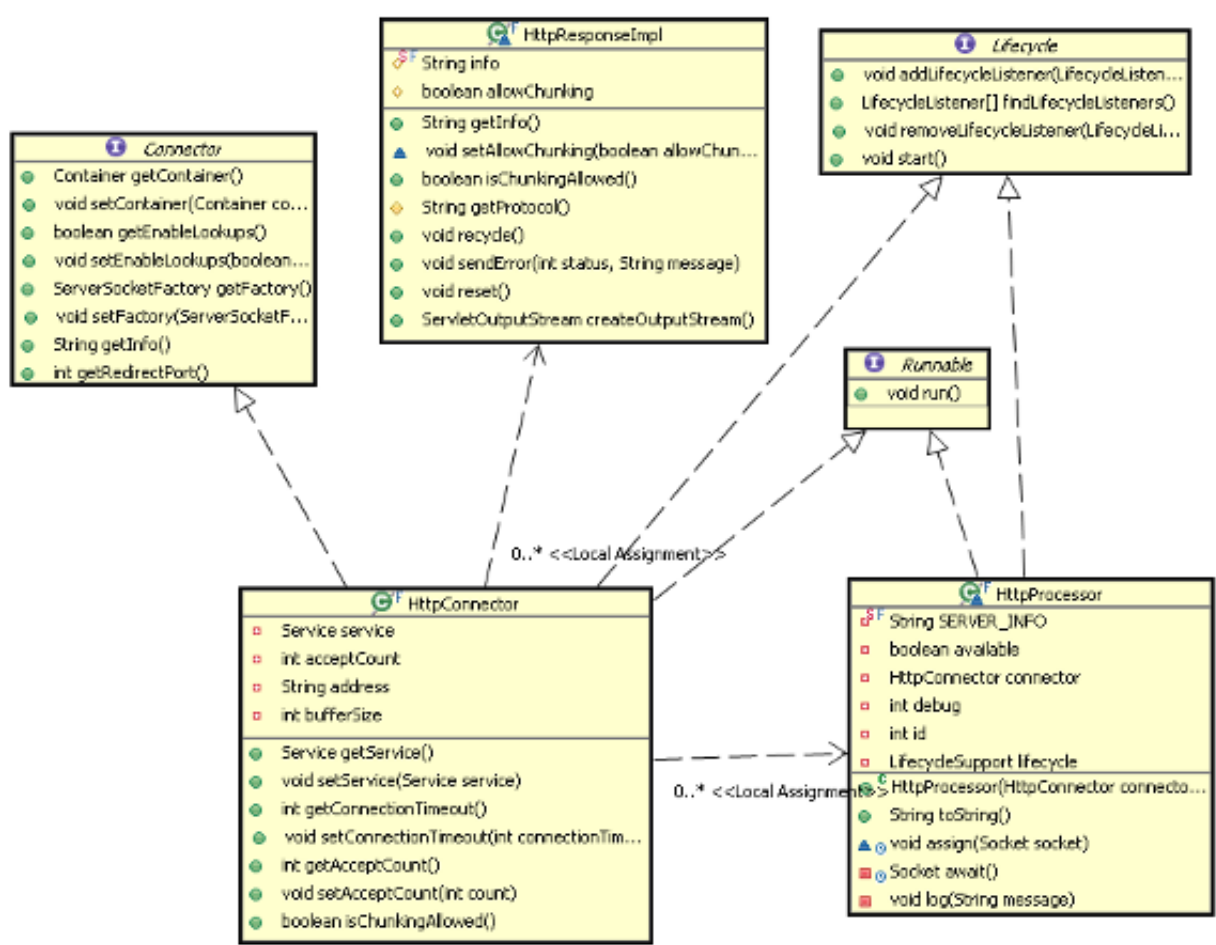 HttpResponseImpl
String info
boolean allowChunking
String getInfo()
void setAllowChunking(boolean allowChun...
boolean isChunkingAllowed()
String getProtocol()
void recycle()
void sendError(int status, String message)
void reset()
ServletOutputStream createOutputStream()
Lifecycle
void addLifecycleListener(LifecycleListen...
LifecycleListener[] findLifecycleListeners()
void removeLifecycleListener(LifecycleLi...
void start()
Connector
Container getContainer()
void setContainer(Container co...
boolean getEnableLookups()
void setEnableLookups(boolean...
ServerSocketFactory getFactory()
void setFactory(ServerSocketF...
String getInfo()
int getRedirectPort()
Runnable
void run()
0..* <<Local Assignment>>
HttpConnector
Service service
int acceptCount
String address
int bufferSize
Service getService()
void setService(Service service)
int getConnectionTimeout()
void setConnectionTimeout(int connectionTim...
int getAcceptCount()
void setAcceptCount(int count)
boolean isChunkingAllowed()
0..* <<Local Assignment>>
HttpProcessor
String SERVER_INFO
boolean available
HttpConnector connector
int debug
int id
LifecycleSupport lifecycle
HttpProcessor(HttpConnector connecto...
String toString()
void assign(Socket socket)
Socket await()
void log(String message)